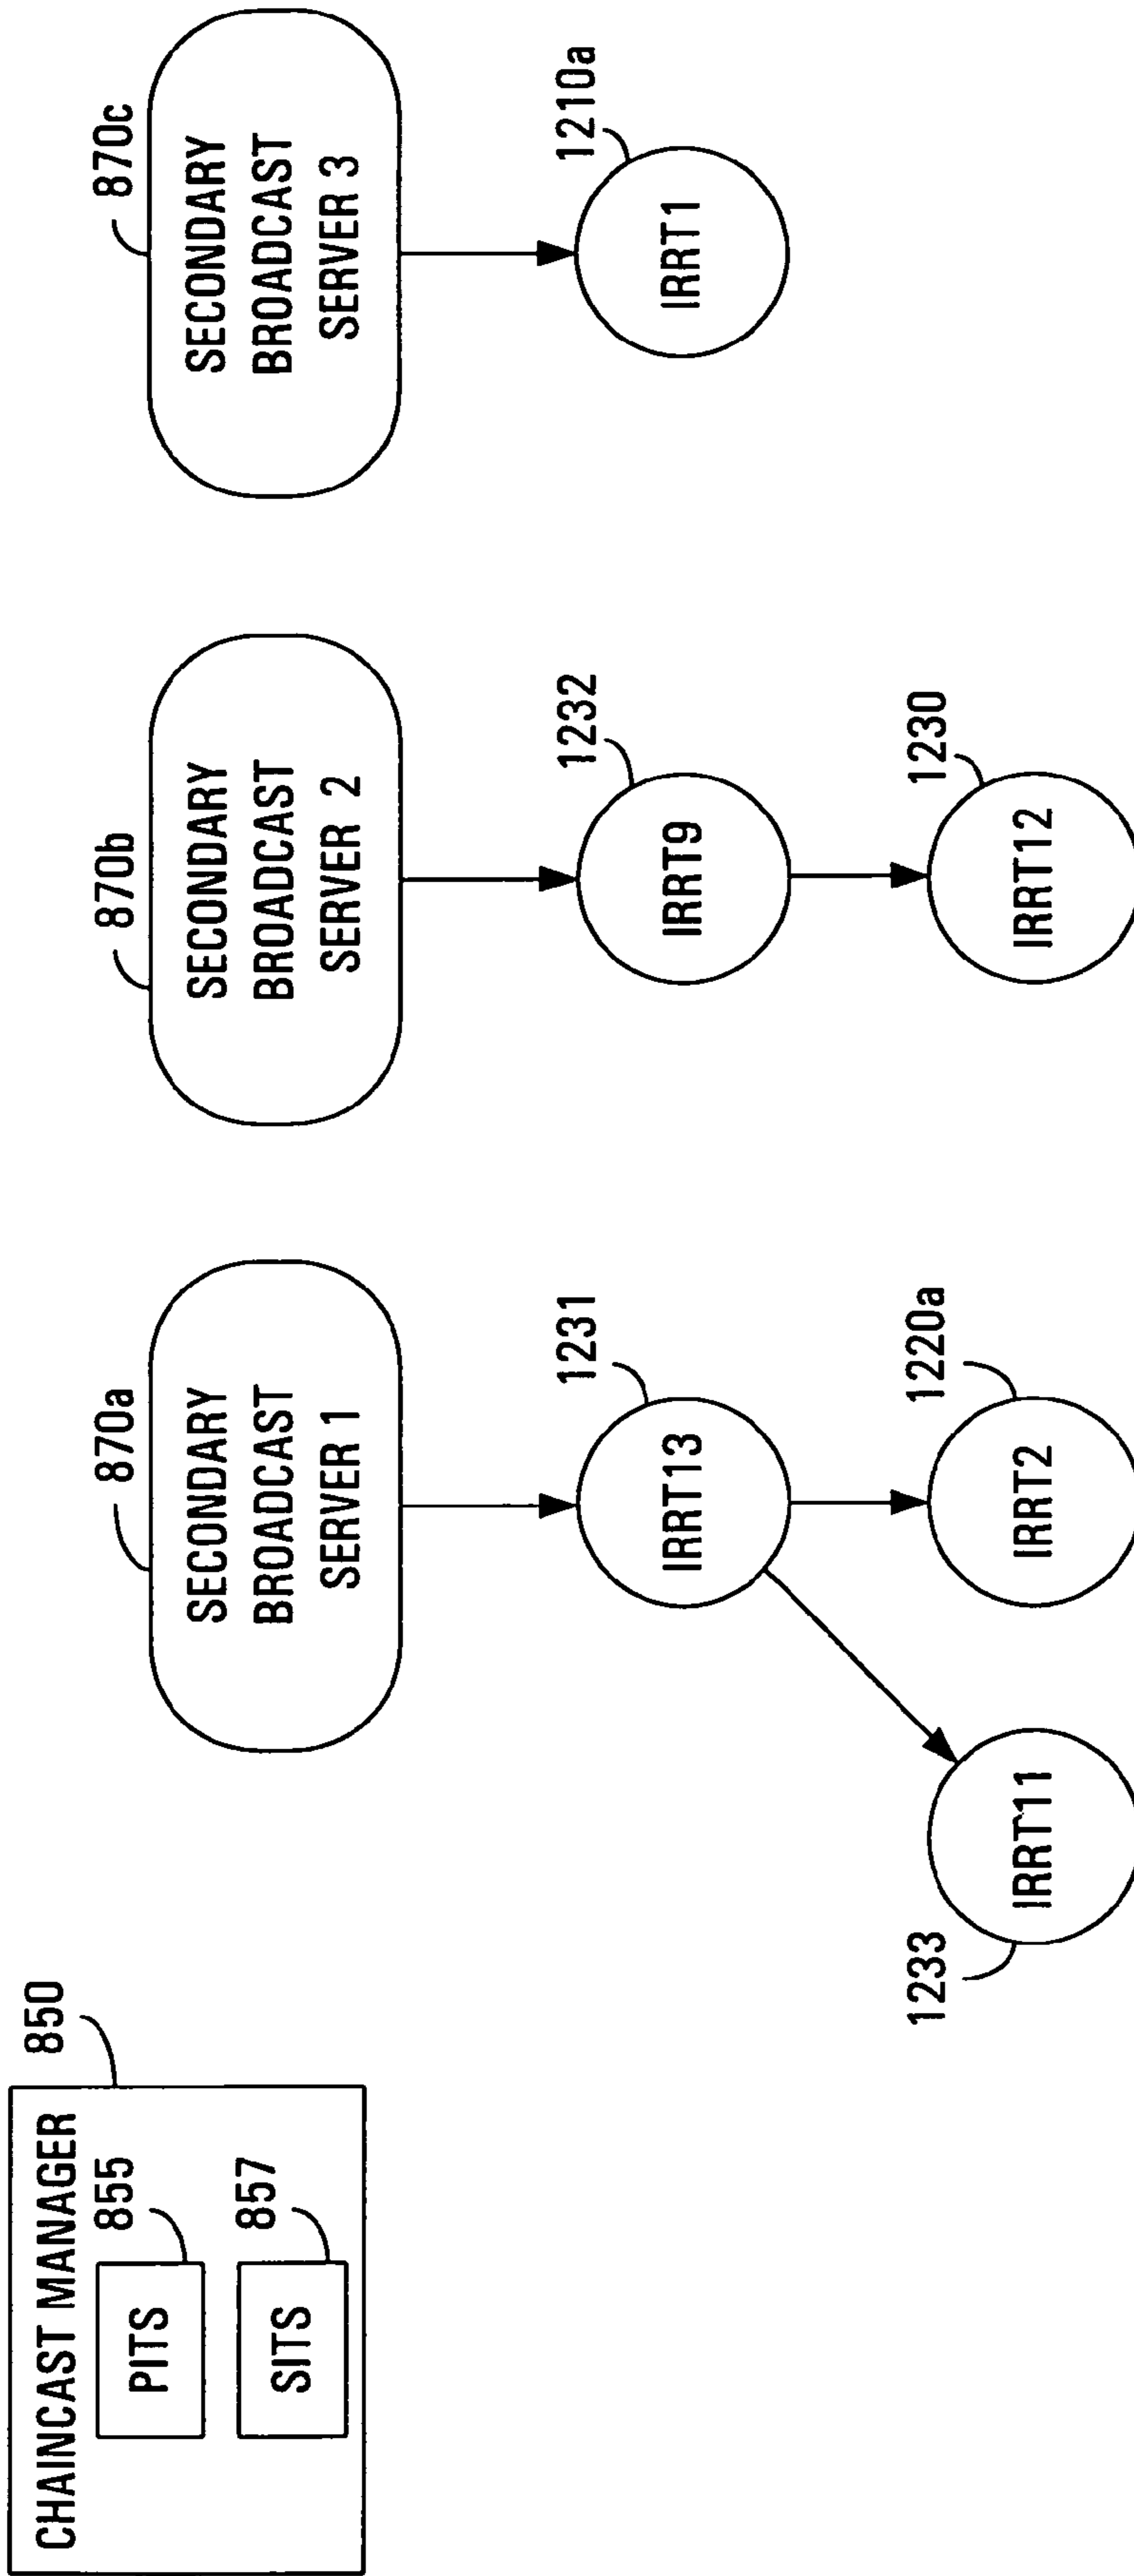 CHAINCAST MANAGER
850
PITS
855
SITS
857
870a
SECONDARY
BROADCAST
SERVER 1
870b
SECONDARY
BROADCAST
SERVER 2
870c
SECONDARY
BROADCAST
SERVER 3
1231
IRRT13
1232
IRRT9
1210a
IRRT1
1233
IRRT11
1220a
IRRT2
1230
IRRT12